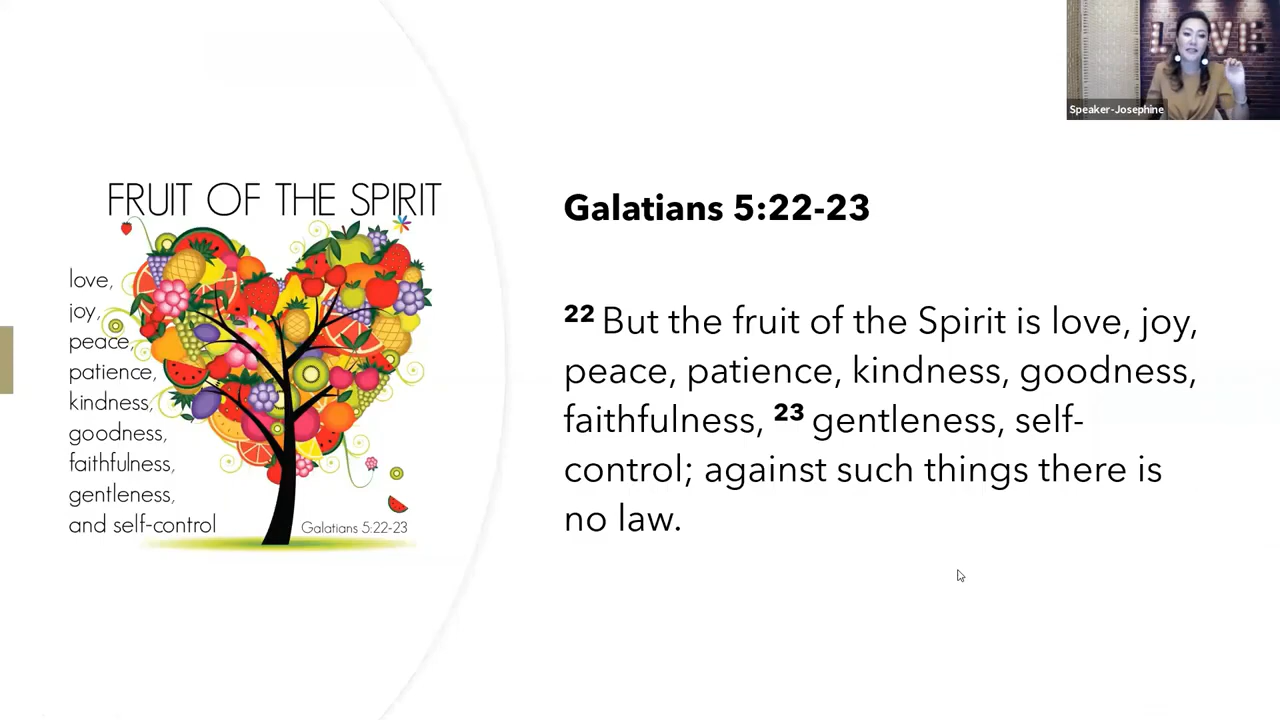 LOVE
Speaker-Josephine
FRUIT OF THE SPIRIT
love,
joy,
peace,
patience,
kindness,
goodness,
faithfulness,
gentleness,
and self-control
Galatians 5:22-23
Galatians 5:22-23
22 But the fruit of the Spirit is love, joy,
peace, patience, kindness, goodness,
faithfulness, 23 gentleness, self-
control; against such things there is
no law.